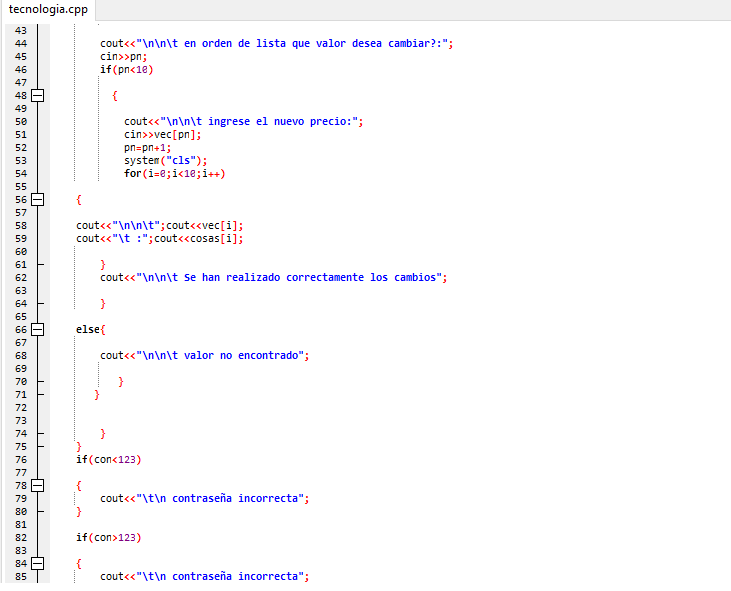 tecnologia.cpp
43
44 cout<<"\n\n\t en orden de lista que valor desea cambiar?:";
45 cin>>pn;
46 if(pn<10)
47
48 {
49
50 cout<<"\n\n\t ingrese el nuevo precio:";
51 cin>>vec[pn];
52 pn=pn+1;
53 system("cls");
54 for(i=0;i<10;i++)
55
56 {
57
58 cout<<"\n\n\t";cout<<vec[i];
59 cout<<"\t :";cout<<cosas[i];
60
61 }
62 cout<<"\n\n\t Se han realizado correctamente los cambios";
63
64 }
65
66 else{
67
68 cout<<"\n\n\t valor no encontrado";
69
70 }
71 }
72
73
74 }
75 }
76 if(con<123)
77
78 {
79 cout<<"\t\n contraseña incorrecta";
80 }
81
82 if(con>123)
83
84 {
85 cout<<"\t\n contraseña incorrecta";